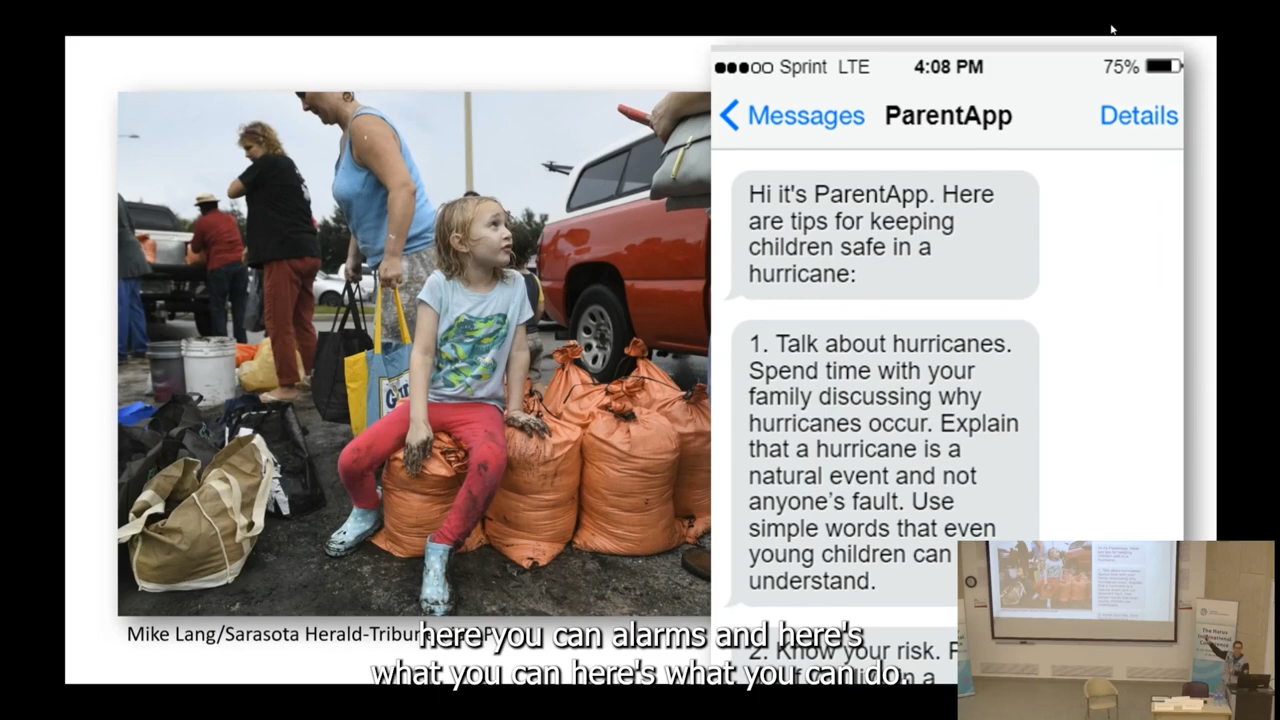 Sprint LTE 4:08 PM 75%
Messages ParentApp Details
Hi it's ParentApp. Here
are tips for keeping
children safe in a
hurricane:
1. Talk about hurricanes.
Spend time with your
family discussing why
hurricanes occur. Explain
that a hurricane is a
natural event and not
anyone's fault. Use
simple words that even
young children can
understand.
2. Know your risk.
Mike Lang/Sarasota Herald-Tribun
here you can alarms and here's
what you can here's what you can do.